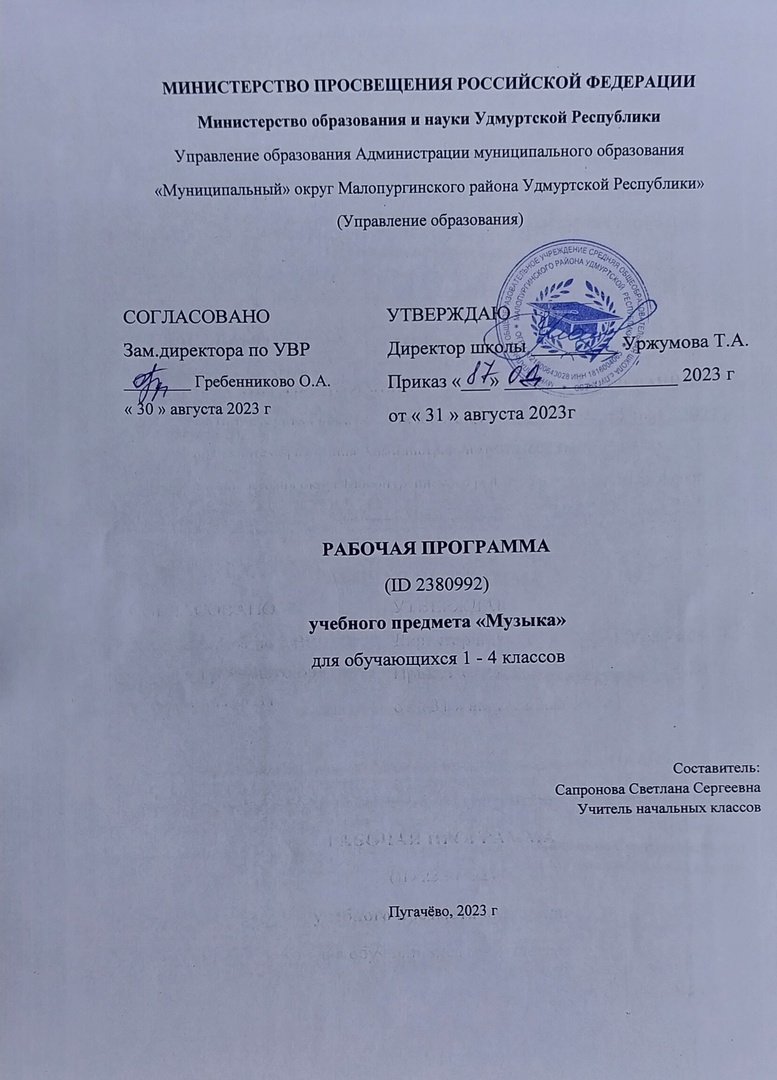 МИНИСТЕРСТВО ПРОСВЕЩЕНИЯ РОССИЙСКОЙ ФЕДЕРАЦИИ
Министерство образования и науки Удмуртской Республики
Управление образования Администрации муниципального образования
«Муниципальный» округ Малопургинского района Удмуртской Республики»
(Управление образования)
СОГЛАСОВАНО
Зам.директора по УВР
Гребенниково О.А.
« 30 » августа 2023 г
УТВЕРЖДАЮ
Директор школы Уржумова Т.А.
Приказ « 87 » 2023 г
от « 31 » августа 2023г
РАБОЧАЯ ПРОГРАММА
(ID 2380992)
учебного предмета «Музыка»
для обучающихся 1 - 4 классов
Составитель:
Сапронова Светлана Сергеевна
Учитель начальных классов
Пугачёво, 2023 г